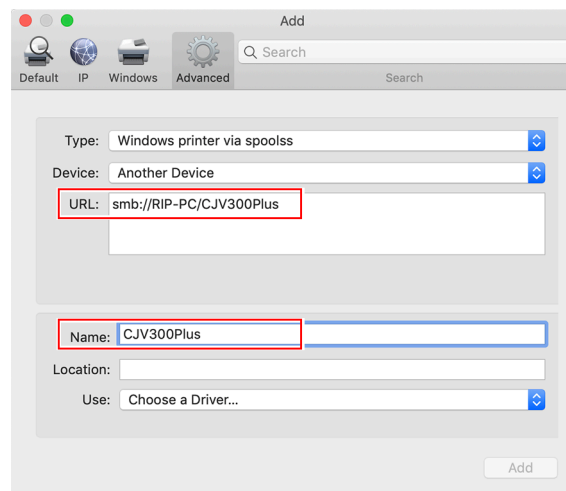 Add
Search
Default IP Windows Advanced Search
Type: Windows printer via spoolss
Device: Another Device
URL: smb://RIP-PC/CJV300Plus
Name: CJV300Plus
Location:
Use: Choose a Driver...
Add